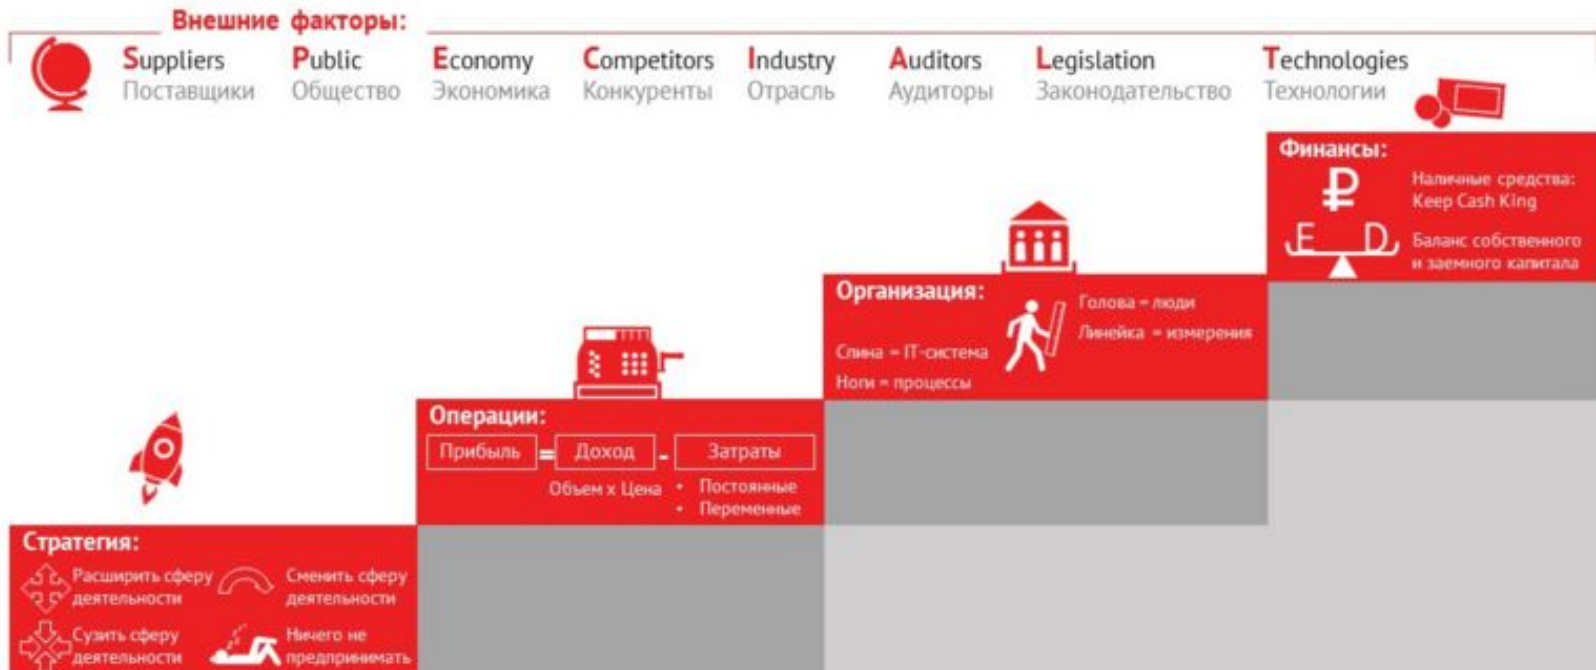 Внешние факторы:
Suppliers
Поставщики
Public
Общество
Economy
Экономика
Competitors
Конкуренты
Industry
Отрасль
Auditors
Аудиторы
Legislation
Законодательство
Technologies
Технологии
Финансы:
₽
Наличные средства:
Keep Cash King
E D
Баланс собственного
и заемного капитала
Организация:
Голова = люди
Линейка = измерения
Спина = IT-система
Ноги = процессы
Операции:
Прибыль = Доход - Затраты
Объем x Цена
• Постоянные
• Переменные
Стратегия:
Расширить сферу
деятельности
Сменить сферу
деятельности
Сузить сферу
деятельности
Ничего не
предпринимать